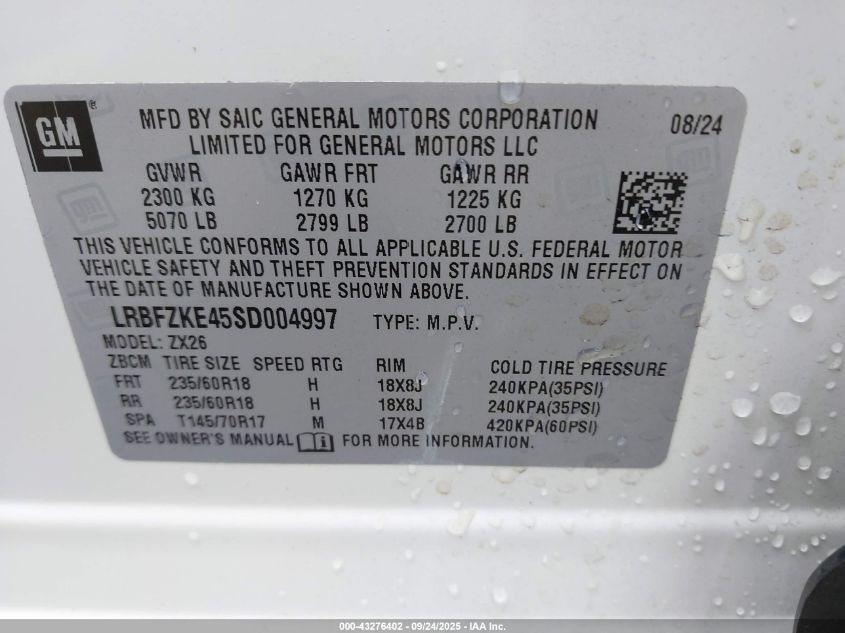 GM
MFD BY SAIC GENERAL MOTORS CORPORATION 08/24
LIMITED FOR GENERAL MOTORS LLC
GVWR GAWR FRT GAWR RR
2300 KG 1270 KG 1225 KG
5070 LB 2799 LB 2700 LB
THIS VEHICLE CONFORMS TO ALL APPLICABLE U.S. FEDERAL MOTOR
VEHICLE SAFETY AND THEFT PREVENTION STANDARDS IN EFFECT ON
THE DATE OF MANUFACTURE SHOWN ABOVE.
LRBFZKE45SD004997 TYPE: M.P.V.
MODEL: ZX26
ZBCM TIRE SIZE SPEED RTG RIM COLD TIRE PRESSURE
FRT 235/60R18 H 18X8J 240KPA(35PSI)
RR 235/60R18 H 18X8J 240KPA(35PSI)
SPA T145/70R17 M 17X4B 420KPA(60PSI)
SEE OWNER'S MANUAL FOR MORE INFORMATION.
000-43276402 - 09/24/2025 - IAA Inc.